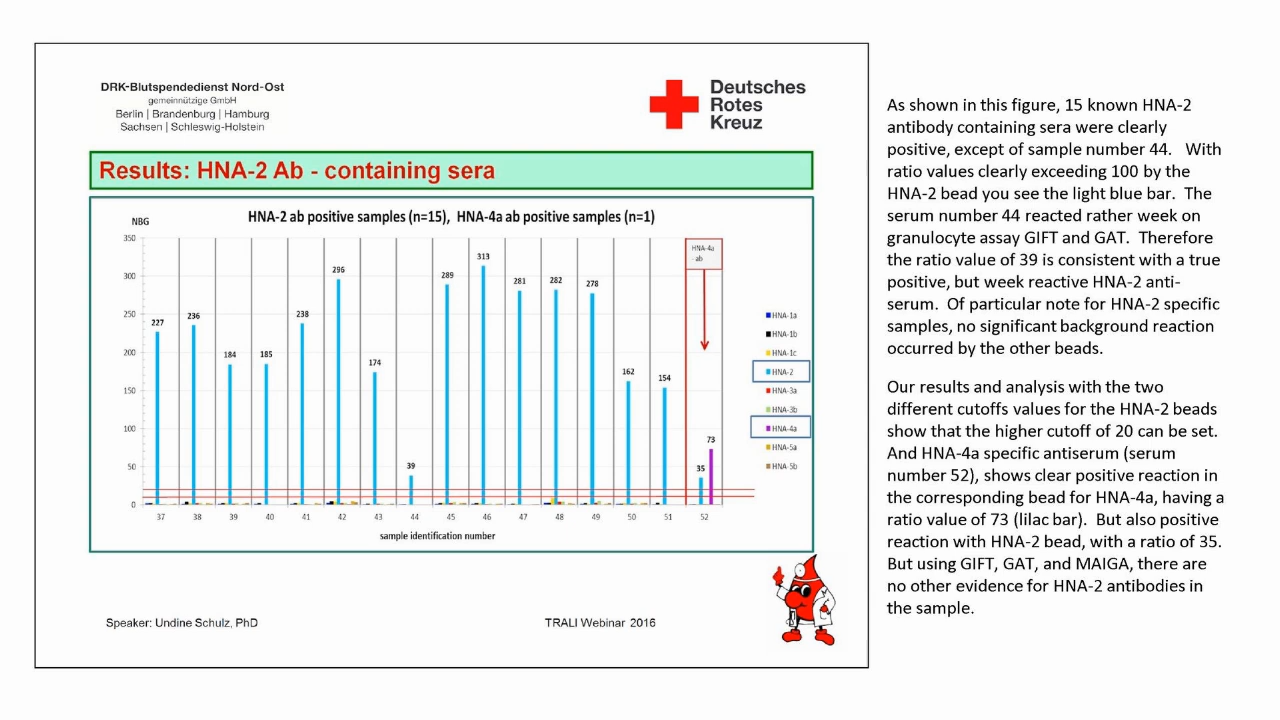 DRK-Blutspendedienst Nord-Ost
gemeinnützige GmbH
Berlin | Brandenburg | Hamburg
Sachsen | Schleswig-Holstein
Deutsches
Rotes
Kreuz
Results: HNA-2 Ab - containing sera
HNA-2 ab positive samples (n=15), HNA-4a ab positive samples (n=1)
NBG
350
300
250
200
150
100
50
0
227
236
184
185
238
296
174
39
289
313
281
282
278
162
154
35
73
HNA-4a
- ab
37 38 39 40 41 42 43 44 45 46 47 48 49 50 51 52
sample identification number
HNA-1a
HNA-1b
HNA-1c
HNA-2
HNA-3a
HNA-3b
HNA-4a
HNA-5a
HNA-5b
Speaker: Undine Schulz, PhD
TRALI Webinar 2016
As shown in this figure, 15 known HNA-2
antibody containing sera were clearly
positive, except of sample number 44. With
ratio values clearly exceeding 100 by the
HNA-2 bead you see the light blue bar. The
serum number 44 reacted rather week on
granulocyte assay GIFT and GAT. Therefore
the ratio value of 39 is consistent with a true
positive, but week reactive HNA-2 anti-
serum. Of particular note for HNA-2 specific
samples, no significant background reaction
occurred by the other beads.
Our results and analysis with the two
different cutoffs values for the HNA-2 beads
show that the higher cutoff of 20 can be set.
And HNA-4a specific antiserum (serum
number 52), shows clear positive reaction in
the corresponding bead for HNA-4a, having a
ratio value of 73 (lilac bar). But also positive
reaction with HNA-2 bead, with a ratio of 35.
But using GIFT, GAT, and MAIGA, there are
no other evidence for HNA-2 antibodies in
the sample.